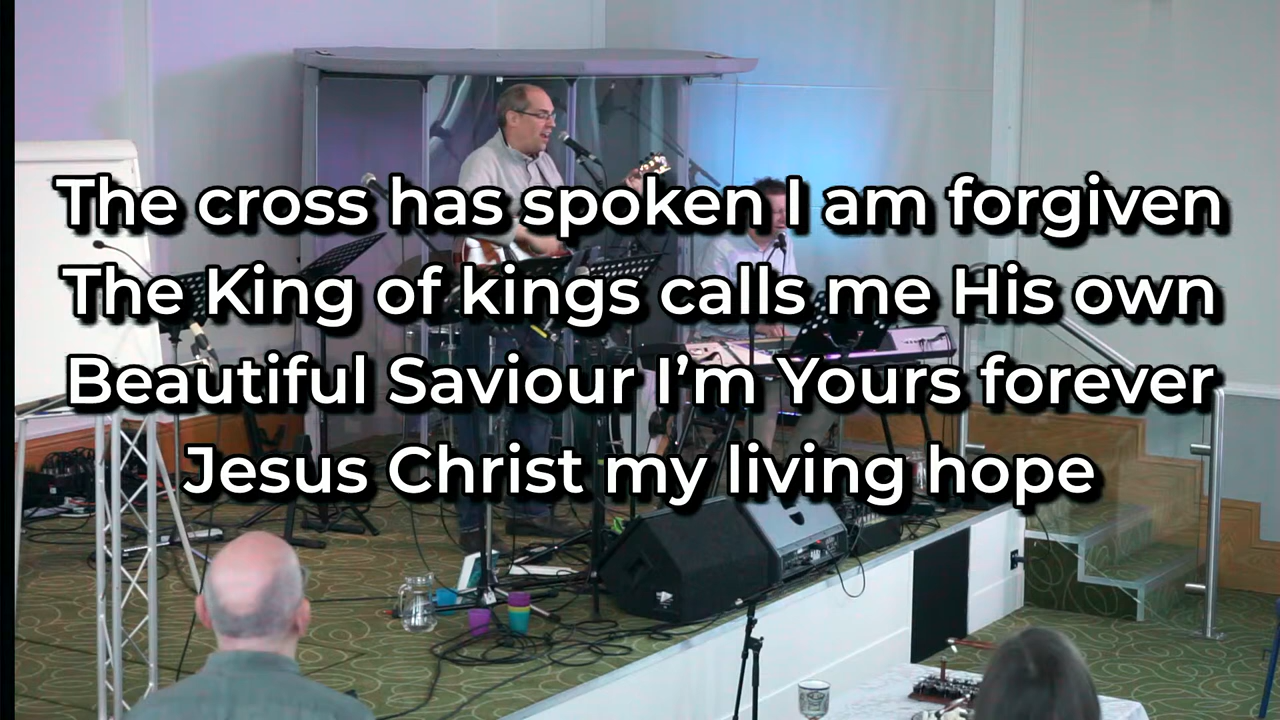 The cross has spoken I am forgiven
The King of kings calls me His own
Beautiful Saviour I’m Yours forever
Jesus Christ my living hope